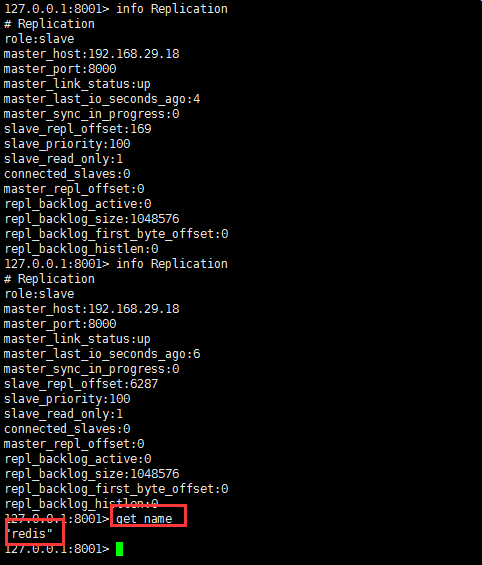 127.0.0.1:8001> info Replication
# Replication
role:slave
master_host:192.168.29.18
master_port:8000
master_link_status:up
master_last_io_seconds_ago:4
master_sync_in_progress:0
slave_repl_offset:169
slave_priority:100
slave_read_only:1
connected_slaves:0
master_repl_offset:0
repl_backlog_active:0
repl_backlog_size:1048576
repl_backlog_first_byte_offset:0
repl_backlog_histlen:0
127.0.0.1:8001> info Replication
# Replication
role:slave
master_host:192.168.29.18
master_port:8000
master_link_status:up
master_last_io_seconds_ago:6
master_sync_in_progress:0
slave_repl_offset:6287
slave_priority:100
slave_read_only:1
connected_slaves:0
master_repl_offset:0
repl_backlog_active:0
repl_backlog_size:1048576
repl_backlog_first_byte_offset:0
repl_backlog_histlen:0
127.0.0.1:8001> get name
"redis"
127.0.0.1:8001>